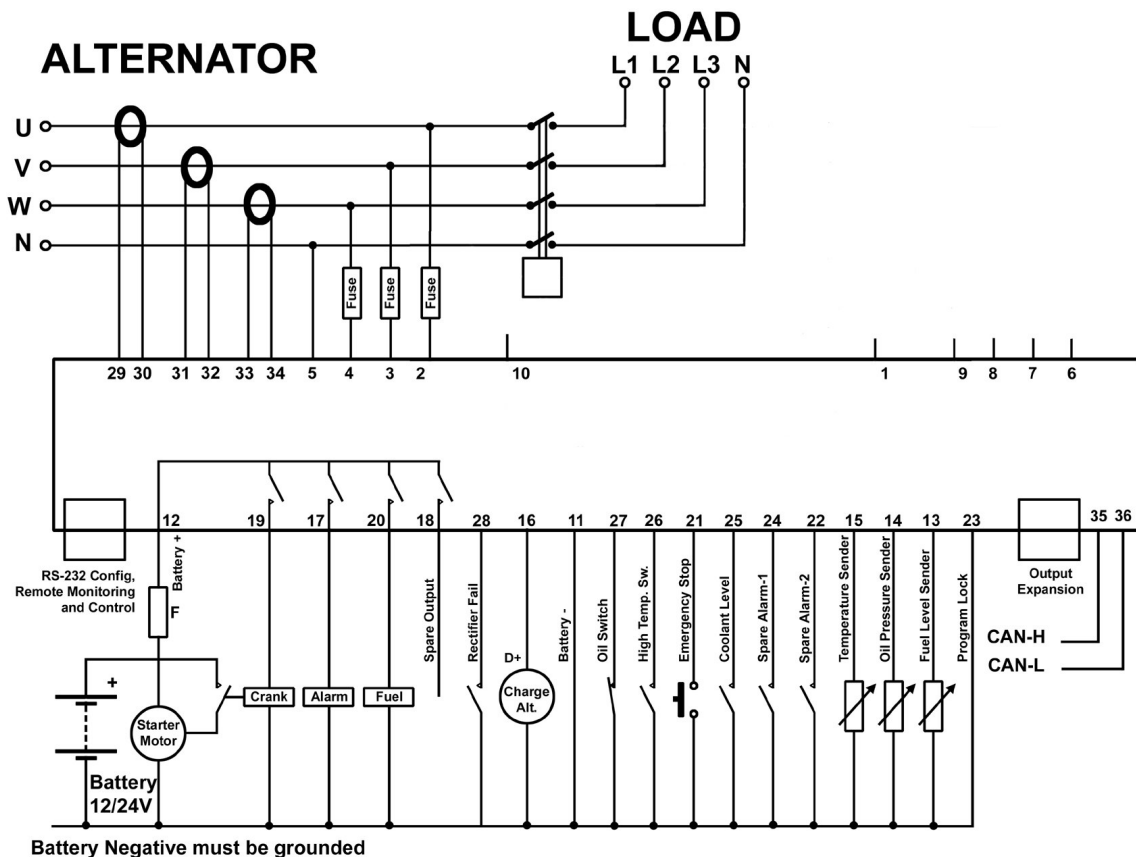 ALTERNATOR
LOAD
L1 L2 L3 N
U
V
W
N
Fuse Fuse Fuse
29 30 31 32 33 34 5 4 3 2 10 1 9 8 7 6
12 19 17 20 18 28 16 11 27 26 21 25 24 22 15 14 13 23 35 36
RS-232 Config,
Remote Monitoring
and Control
Battery +
F
Spare Output
Rectifier Fail
D+
Charge
Alt.
Battery -
Oil Switch
High Temp. Sw.
Emergency Stop
Coolant Level
Spare Alarm-1
Spare Alarm-2
Temperature Sender
Oil Pressure Sender
Fuel Level Sender
Program Lock
Output
Expansion
CAN-H
CAN-L
+
Crank
Alarm
Fuel
Starter
Motor
Battery
12/24V
Battery Negative must be grounded